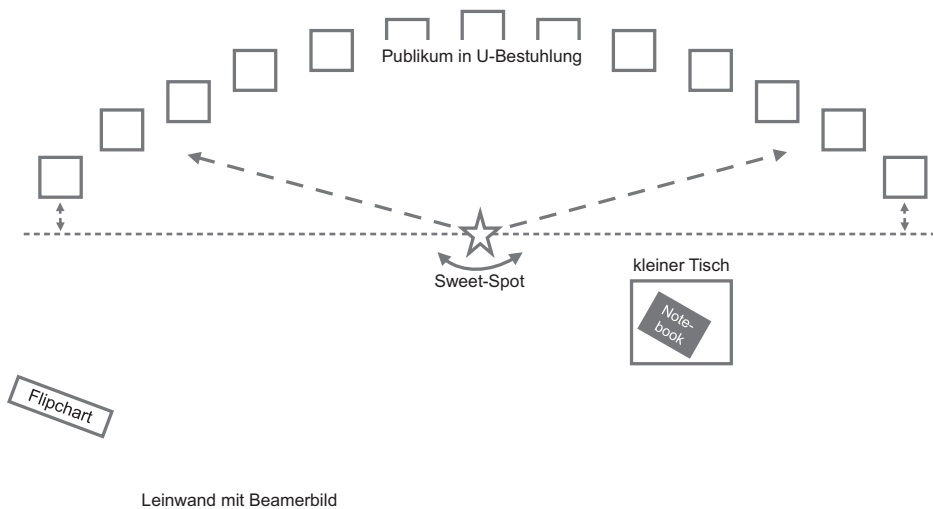 Publikum in U-Bestuhlung
Sweet-Spot
kleiner Tisch
Note-
book
Flipchart
Leinwand mit Beamerbild